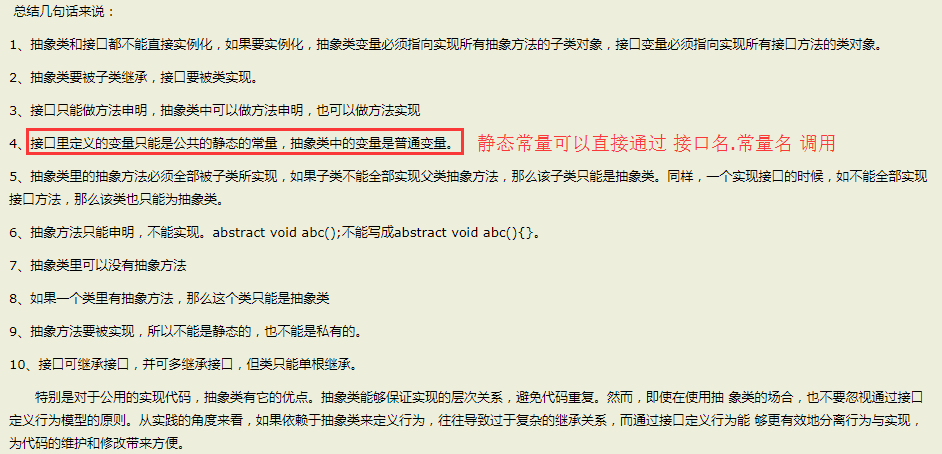 总结几句话来说：
1、抽象类和接口都不能直接实例化，如果要实例化，抽象类变量必须指向实现所有抽象方法的子类对象，接口变量必须指向实现所有接口方法的类对象。
2、抽象类要被子类继承，接口要被类实现。
3、接口只能做方法申明，抽象类中可以做方法申明，也可以做方法实现
4、接口里定义的变量只能是公共的静态的常量，抽象类中的变量是普通变量。 静态常量可以直接通过 接口名.常量名 调用
5、抽象类里的抽象方法必须全部被子类所实现，如果子类不能全部实现父类抽象方法，那么该子类只能是抽象类。同样，一个实现接口的时候，如不能全部实现
接口方法，那么该类也只能为抽象类。
6、抽象方法只能申明，不能实现。abstract void abc();不能写成abstract void abc(){}。
7、抽象类里可以没有抽象方法
8、如果一个类里有抽象方法，那么这个类只能是抽象类
9、抽象方法要被实现，所以不能是静态的，也不能是私有的。
10、接口可继承接口，并可多继承接口，但类只能单根继承。
特别是对于公用的实现代码，抽象类有它的优点。抽象类能够保证实现的层次关系，避免代码重复。然而，即使在使用抽 象类的场合，也不要忽视通过接口
定义行为模型的原则。从实践的角度来看，如果依赖于抽象类来定义行为，往往导致过于复杂的继承关系，而通过接口定义行为能 够更有效地分离行为与实现，
为代码的维护和修改带来方便。